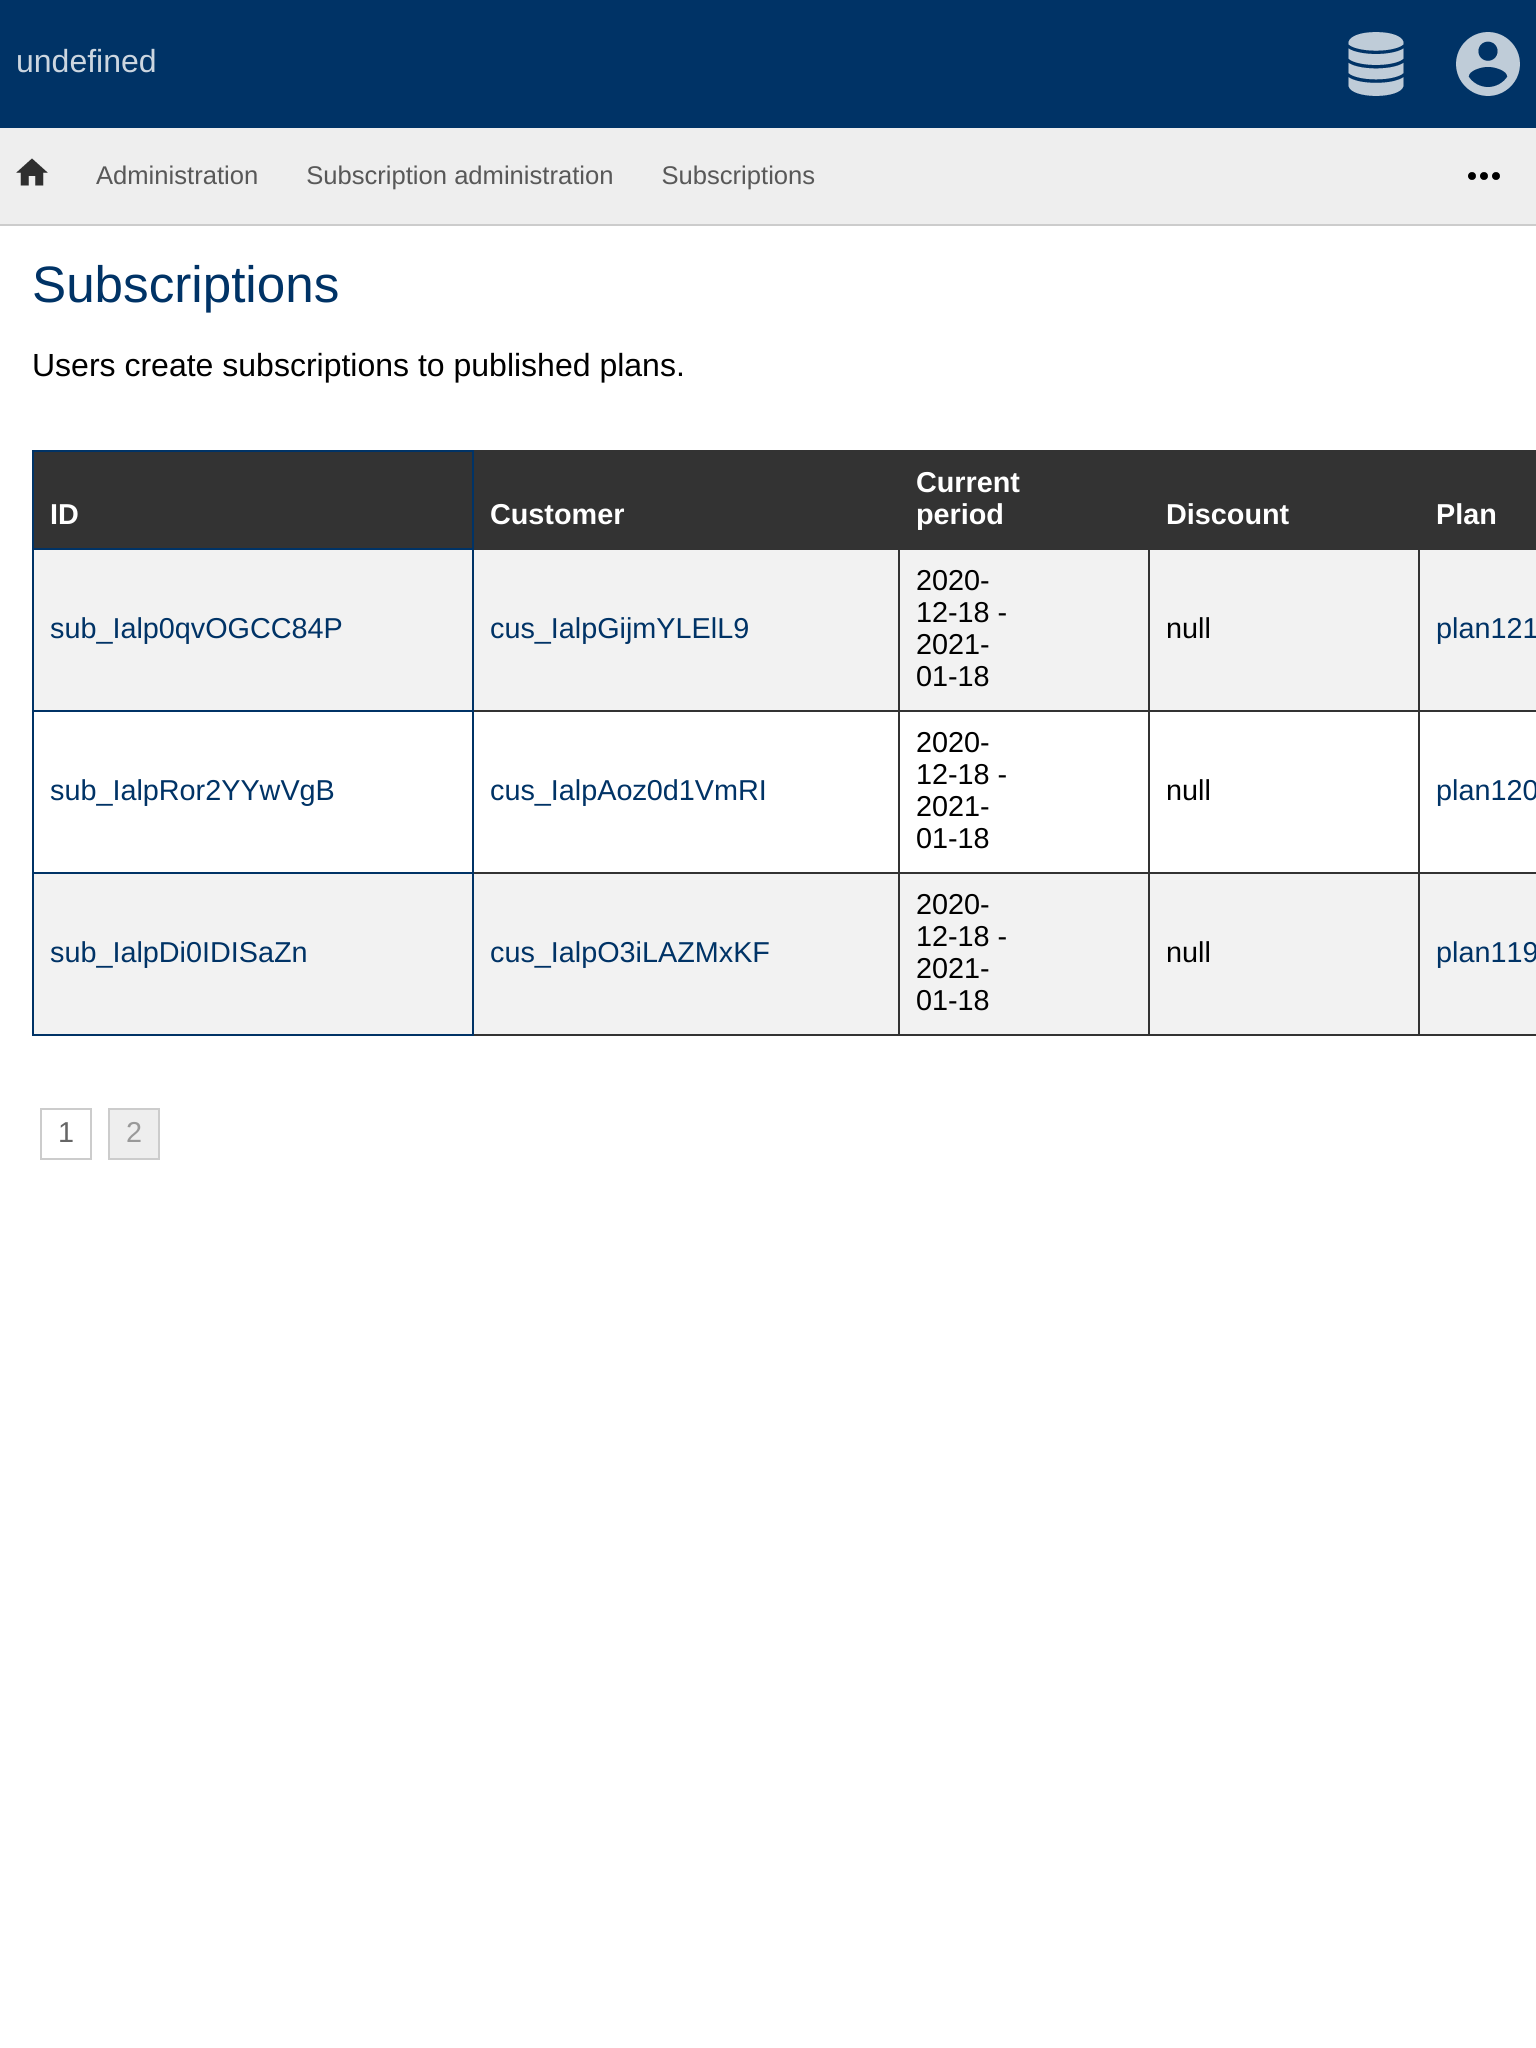 undefined
Administration Subscription administration Subscriptions
Subscriptions
Users create subscriptions to published plans.
ID Customer Current period Discount Plan
sub_Ialp0qvOGCC84P cus_IalpGijmYLElL9 2020-12-18 - 2021-01-18 null plan121
sub_IalpRor2YYwVgB cus_IalpAoz0d1VmRI 2020-12-18 - 2021-01-18 null plan120
sub_IalpDi0IDISaZn cus_IalpO3iLAZMxKF 2020-12-18 - 2021-01-18 null plan119
1 2